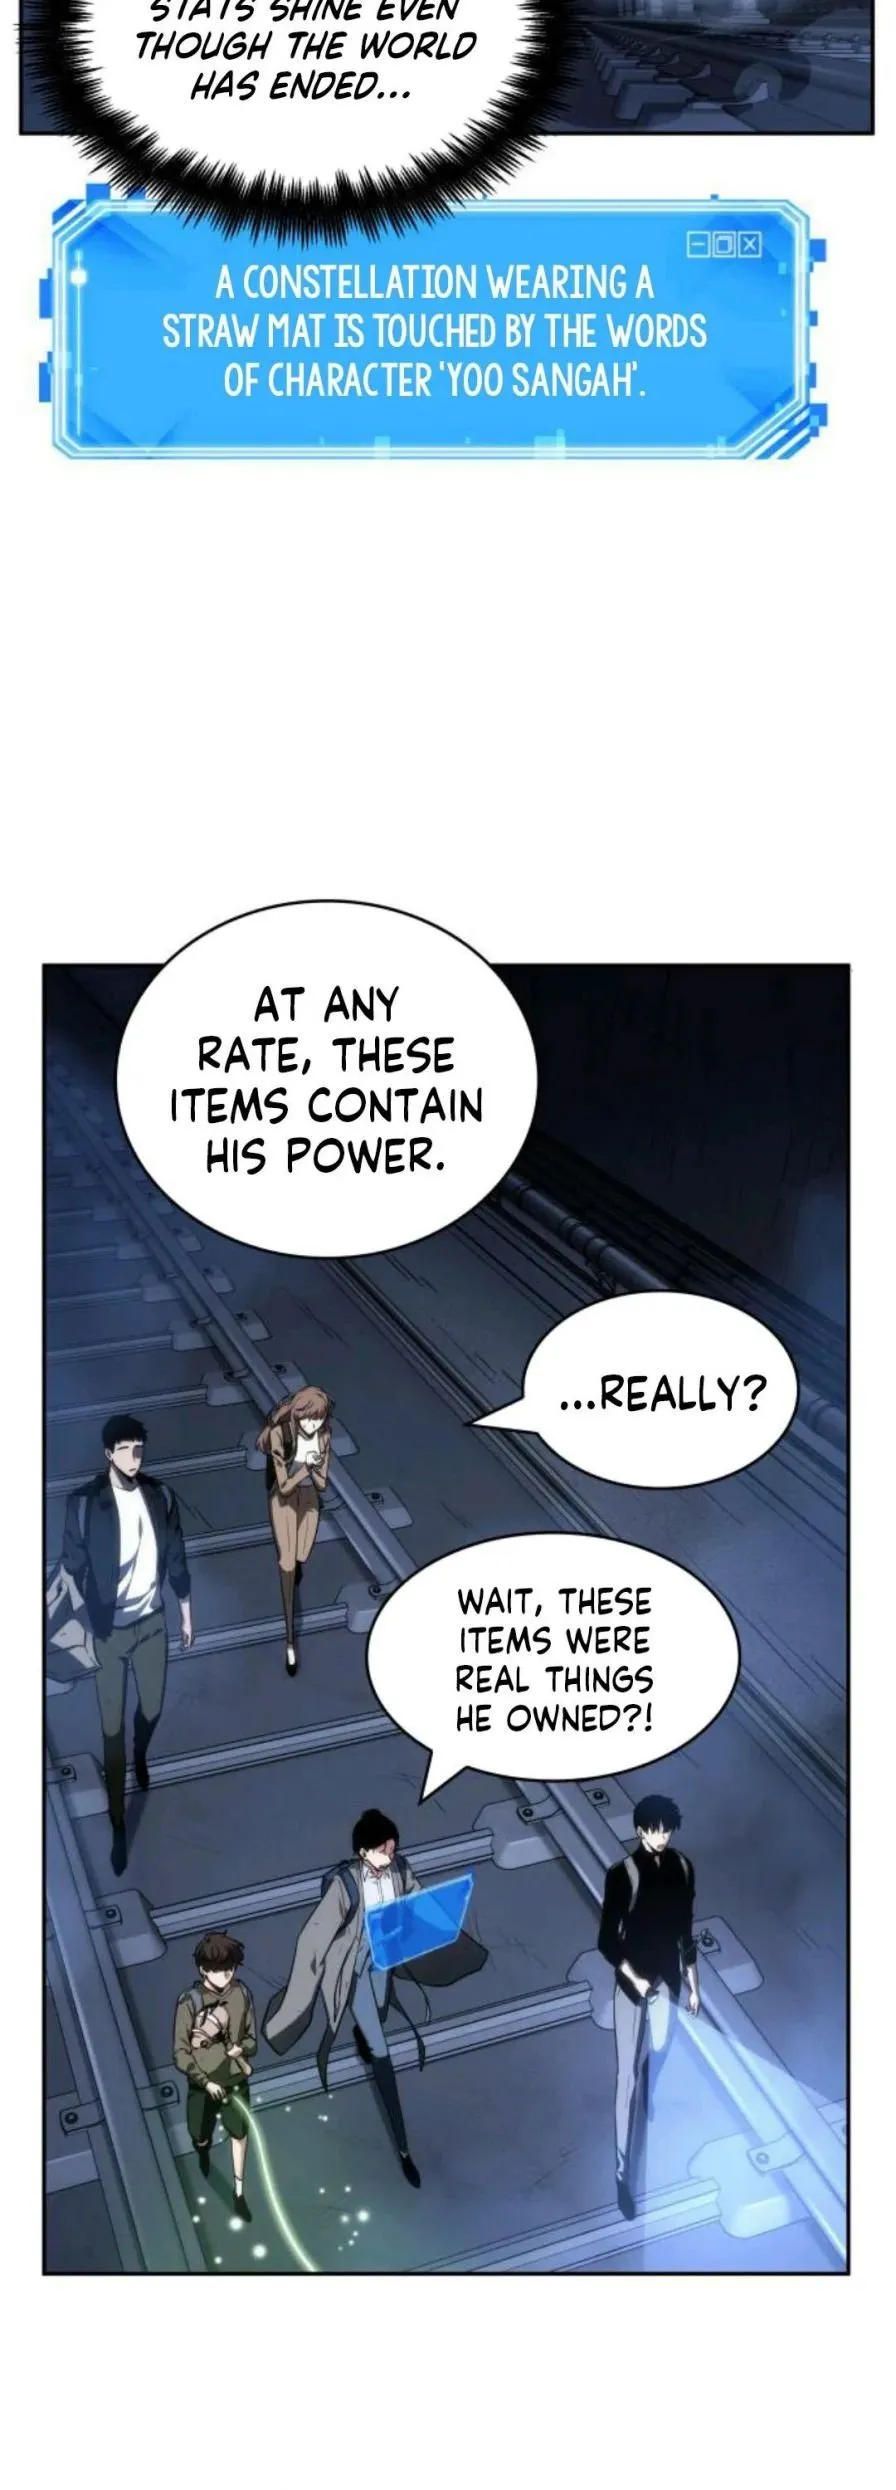 STATS SHINE EVEN
THOUGH THE WORLD
HAS ENDED...
A CONSTELLATION WEARING A
STRAW MAT IS TOUCHED BY THE WORDS
OF CHARACTER 'YOO SANGAH'.
AT ANY
RATE, THESE
ITEMS CONTAIN
HIS POWER.
...REALLY?
WAIT, THESE
ITEMS WERE
REAL THINGS
HE OWNED?!